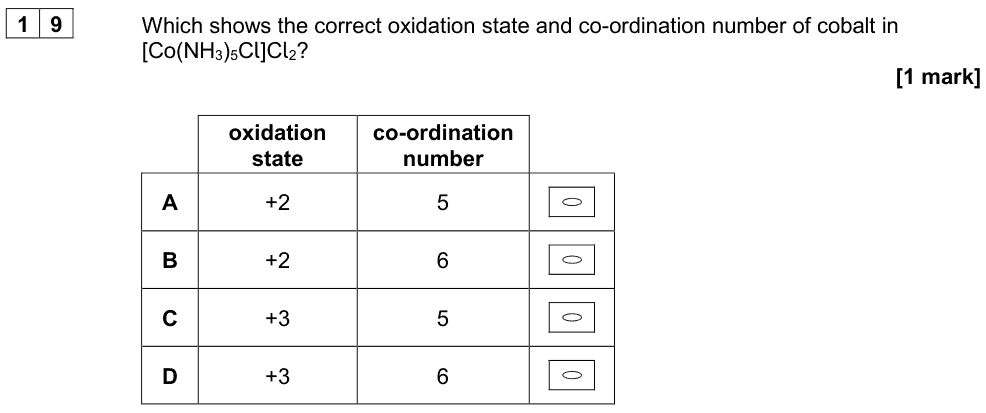 1 9
Which shows the correct oxidation state and co-ordination number of cobalt in
[Co(NH₃)₅Cl]Cl₂?
[1 mark]
oxidation state co-ordination number
A +2 5
B +2 6
C +3 5
D +3 6